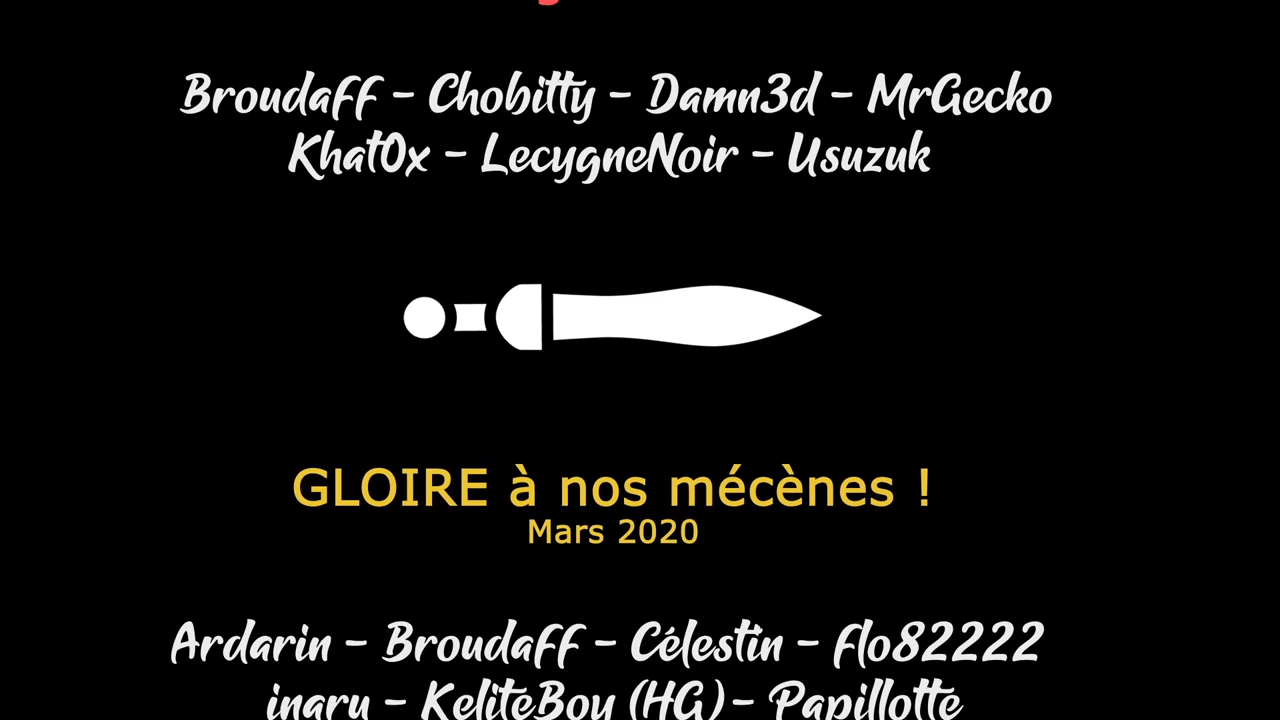 Broudaff - Chobitty - Damn3d - MrGecko
Khat0x - LecygneNoir - Usuzuk
GLOIRE à nos mécènes !
Mars 2020
Ardarin - Broudaff - Célestin - flo82222
inaru - KeliteBoy (HG) - Papillotte